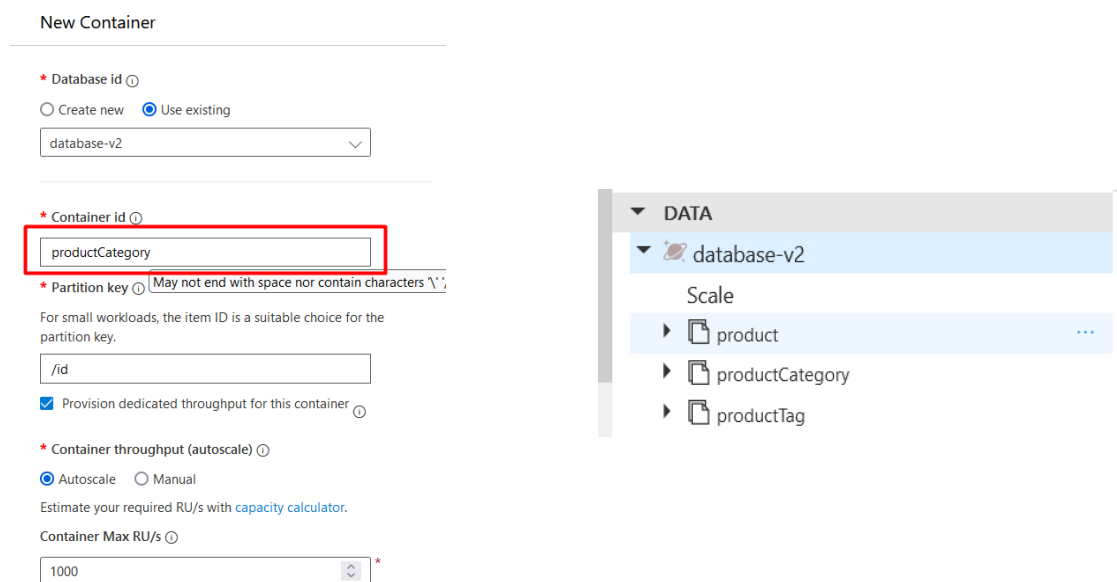 New Container
* Database id
Create new Use existing
database-v2
* Container id
productCategory
* Partition key
May not end with space nor contain characters '\' '/
For small workloads, the item ID is a suitable choice for the
partition key.
/id
Provision dedicated throughput for this container
* Container throughput (autoscale)
Autoscale Manual
Estimate your required RU/s with capacity calculator.
Container Max RU/s
1000 *
DATA
database-v2
Scale
product ...
productCategory
productTag